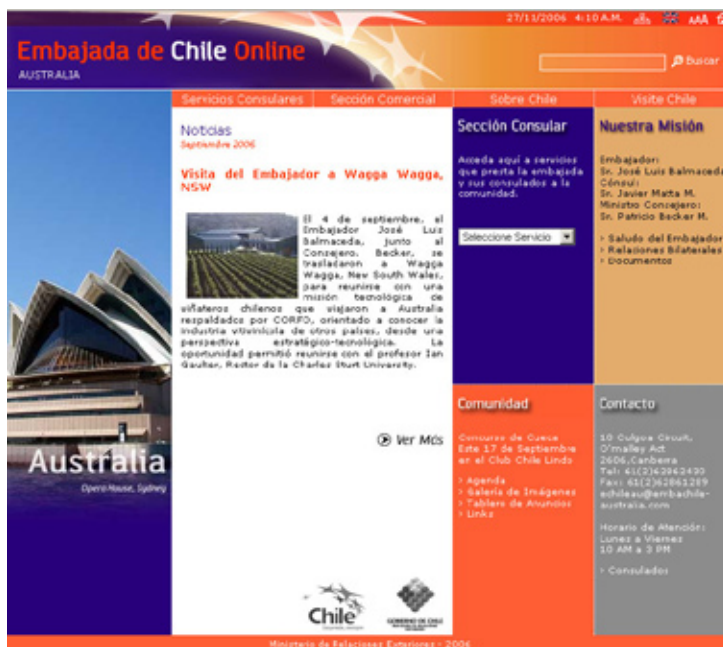 27/11/2006 4:10 A.M.
AAA
Embajada de Chile Online
AUSTRALIA
Buscar
Servicios Consulares
Sección Comercial
Sobre Chile
Visite Chile
Noticias
Septiembre 2006
Visita del Embajador a Wagga Wagga,
NSW
El 4 de septiembre, el
Embajador José Luis
Balmaceda, junto al
Consejero, Becker, se
trasladaron a Wagga
Wagga, New South Wales,
para reunirse con una
misión tecnológica de
viñateros chilenos que viajaron a Australia
respaldados por CORFO, orientado a conocer la
industria vitivinícola de otros países, desde una
perspectiva estratégico-tecnológica. La
oportunidad permitió reunirse con el profesor Ian
Goulter, Rector de la Charles Sturt University.
Ver Más
Sección Consular
Acceda aquí a servicios
que presta la embajada
y sus consulados a la
comunidad.
Seleccione Servicio
Nuestra Misión
Embajador:
Sr. José Luis Balmaceda
Cónsul:
Sr. Javier Matta M.
Ministro Consejero:
Sr. Patricio Becker M.
> Saludo del Embajador
> Relaciones Bilaterales
> Documentos
Comunidad
Concurso de Cueca
Este 17 de Septiembre
en el Club Chile Lindo
> Agenda
> Galería de Imágenes
> Tablero de Anuncios
> Links
Contacto
10 Culgoa Circuit,
O'malley Act
2606,Canberra
Tel: 61(2)62862430
Fax: 61(2)62861289
echileau@embachile-
australia.com
Horario de Atención:
Lunes a Viernes
10 AM a 3 PM
> Consulados
Australia
Opera House, Sydney
Chile
GOBIERNO DE CHILE
Ministerio de Relaciones Exteriores - 2006